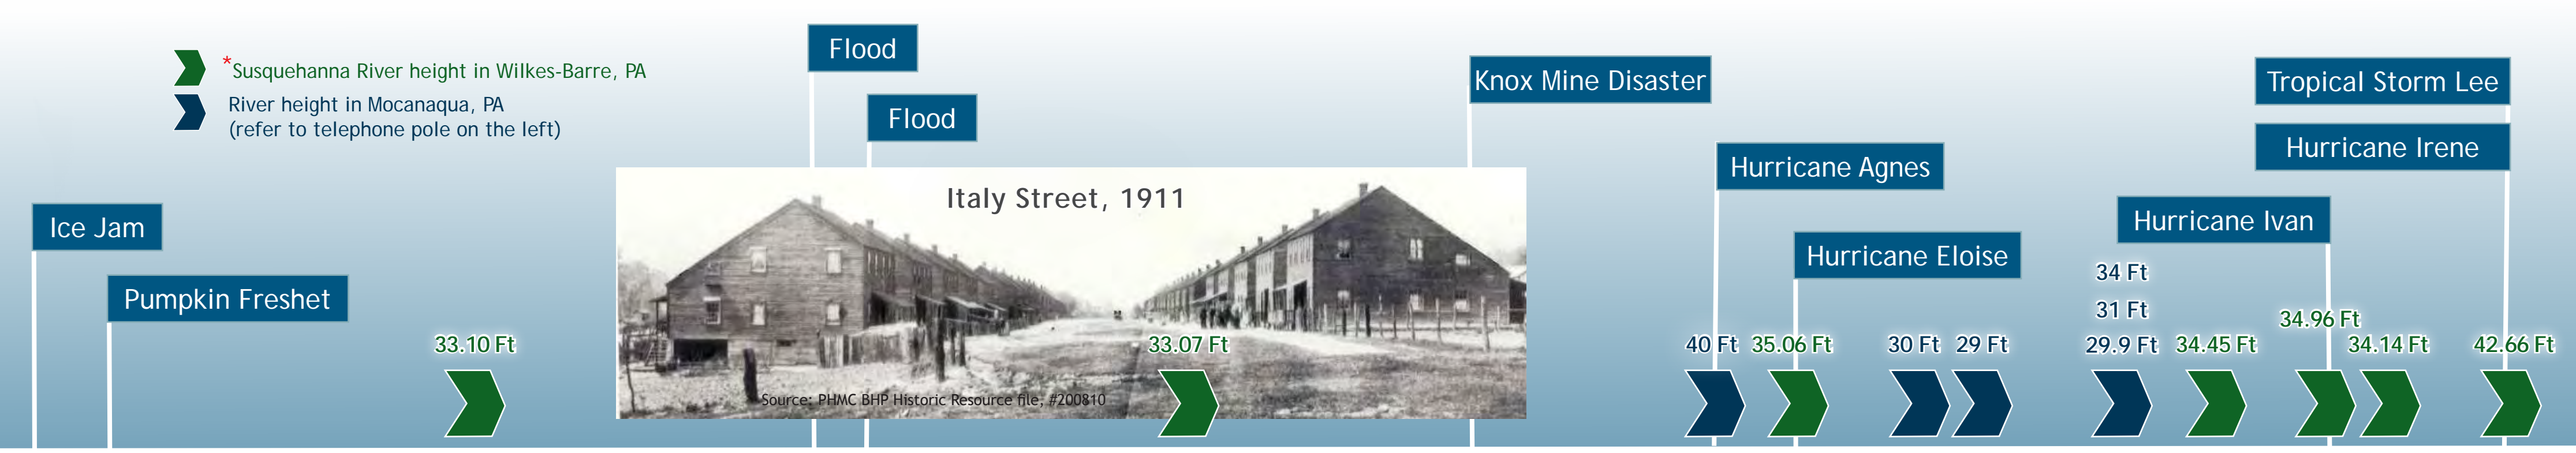 *Susquehanna River height in Wilkes-Barre, PA
River height in Mocanaqua, PA
(refer to telephone pole on the left)
Ice Jam
Pumpkin Freshet
33.10 Ft
Flood
Flood
Italy Street, 1911
33.07 Ft
Source: PHMC BHP Historic Resource file, #200810
Knox Mine Disaster
Hurricane Agnes
40 Ft
Hurricane Eloise
35.06 Ft
30 Ft
29 Ft
34 Ft
31 Ft
29.9 Ft
34.45 Ft
Hurricane Ivan
34.96 Ft
34.14 Ft
Tropical Storm Lee
Hurricane Irene
42.66 Ft